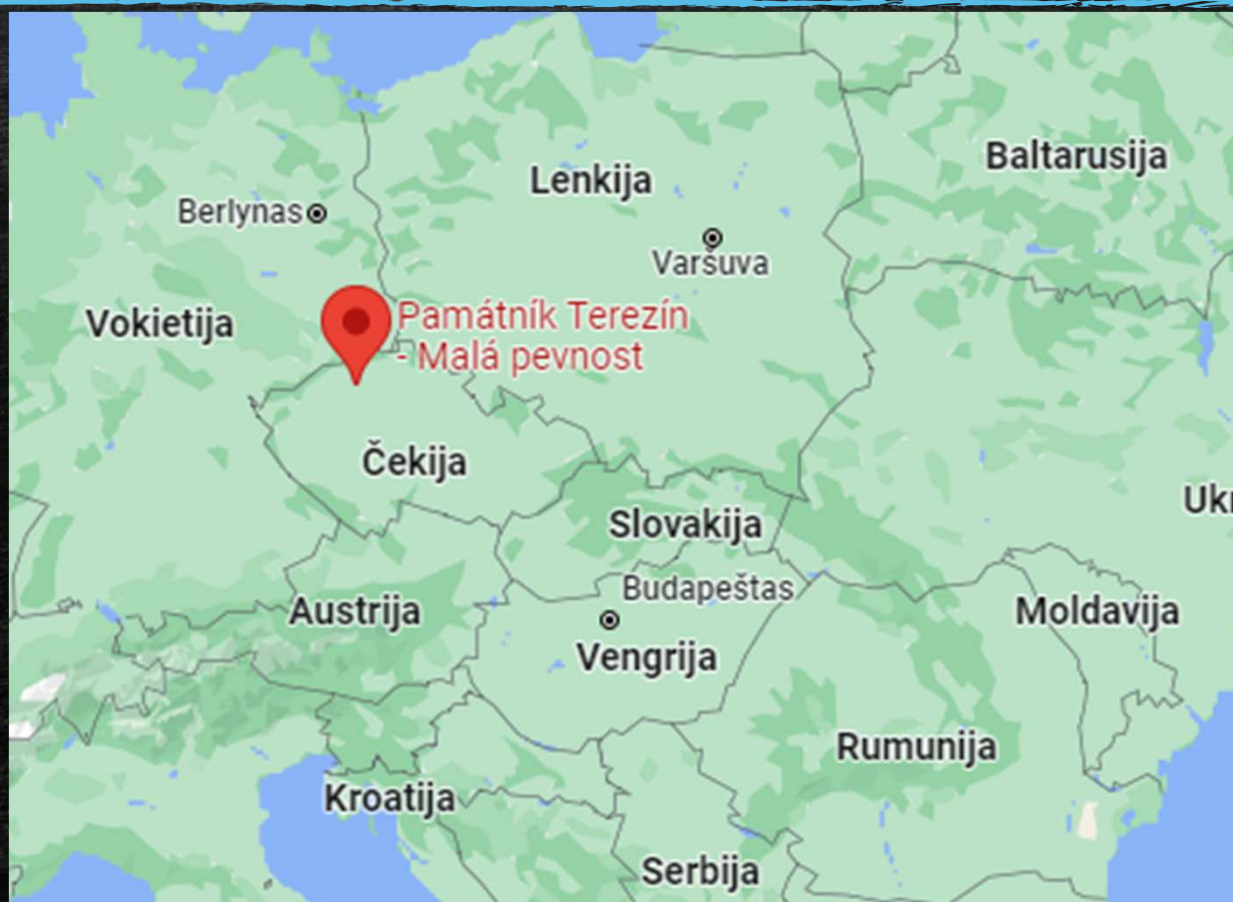 Baltarusija
Lenkija
Berlynas
Varšuva
Vokietija
Památník Terezín
- Malá pevnost
Čekija
Ukr
Slovakija
Budapeštas
Austrija
Moldavija
Vengrija
Rumunija
Kroatija
Serbija